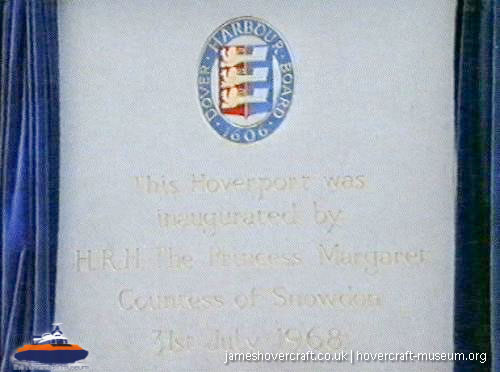 DOVER HARBOUR BOARD
1606
This Hoverport was
inaugurated by
H.R.H. The Princess Margaret
Countess of Snowdon
31st July 1968
jameshovercraft.co.uk | hovercraft-museum.org